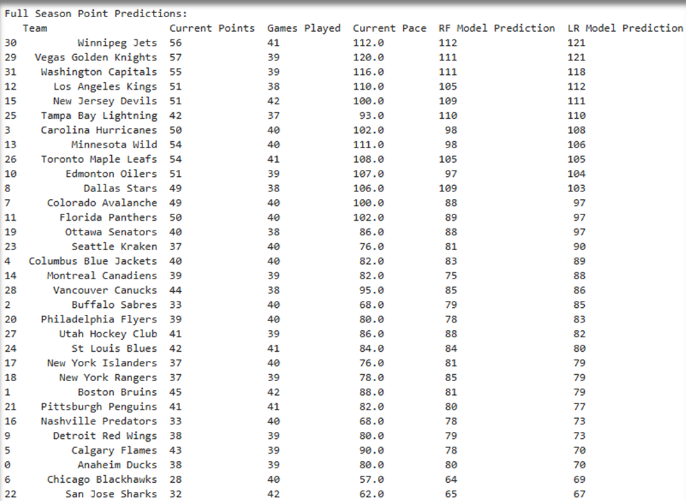 Full Season Point Predictions:
Team Current Points Games Played Current Pace RF Model Prediction LR Model Prediction
30 Winnipeg Jets 56 41 112.0 112 121
29 Vegas Golden Knights 57 39 120.0 111 121
31 Washington Capitals 55 39 116.0 111 118
12 Los Angeles Kings 51 38 110.0 105 112
15 New Jersey Devils 51 42 100.0 109 111
25 Tampa Bay Lightning 42 37 93.0 110 110
3 Carolina Hurricanes 50 40 102.0 98 108
13 Minnesota Wild 54 40 111.0 98 106
26 Toronto Maple Leafs 54 41 108.0 105 105
10 Edmonton Oilers 51 39 107.0 97 104
8 Dallas Stars 49 38 106.0 109 103
7 Colorado Avalanche 49 40 100.0 88 97
11 Florida Panthers 50 40 102.0 89 97
19 Ottawa Senators 40 38 86.0 88 97
23 Seattle Kraken 37 40 76.0 81 90
4 Columbus Blue Jackets 40 40 82.0 83 89
14 Montreal Canadiens 39 39 82.0 75 88
28 Vancouver Canucks 44 38 95.0 85 86
2 Buffalo Sabres 33 40 68.0 79 85
20 Philadelphia Flyers 39 40 80.0 78 83
27 Utah Hockey Club 41 39 86.0 88 82
24 St Louis Blues 42 41 84.0 84 80
17 New York Islanders 37 40 76.0 81 79
18 New York Rangers 37 39 78.0 85 79
1 Boston Bruins 45 42 88.0 81 79
21 Pittsburgh Penguins 41 41 82.0 80 77
16 Nashville Predators 33 40 68.0 78 73
9 Detroit Red Wings 38 39 80.0 79 73
5 Calgary Flames 43 39 90.0 78 70
0 Anaheim Ducks 38 39 80.0 80 70
6 Chicago Blackhawks 28 40 57.0 64 69
22 San Jose Sharks 32 42 62.0 65 67